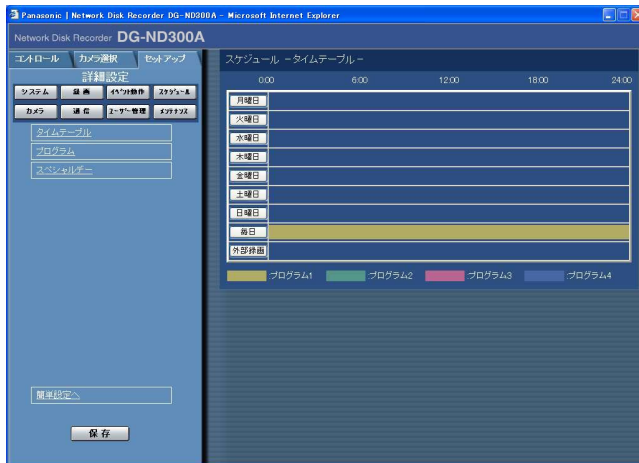 Panasonic | Network Disk Recorder DG-ND300A - Microsoft Internet Explorer
Network Disk Recorder DG-ND300A
コントロール カメラ選択 セットアップ
詳細設定
システム 録画 イベント動作 スケジュール
カメラ 通信 ユーザー管理 メンテナンス
タイムテーブル
プログラム
スペシャルデー
簡単設定へ
保存
スケジュール －タイムテーブル－
0:00 6:00 12:00 18:00 24:00
月曜日
火曜日
水曜日
木曜日
金曜日
土曜日
日曜日
毎日
外部録画
:プログラム1 :プログラム2 :プログラム3 :プログラム4